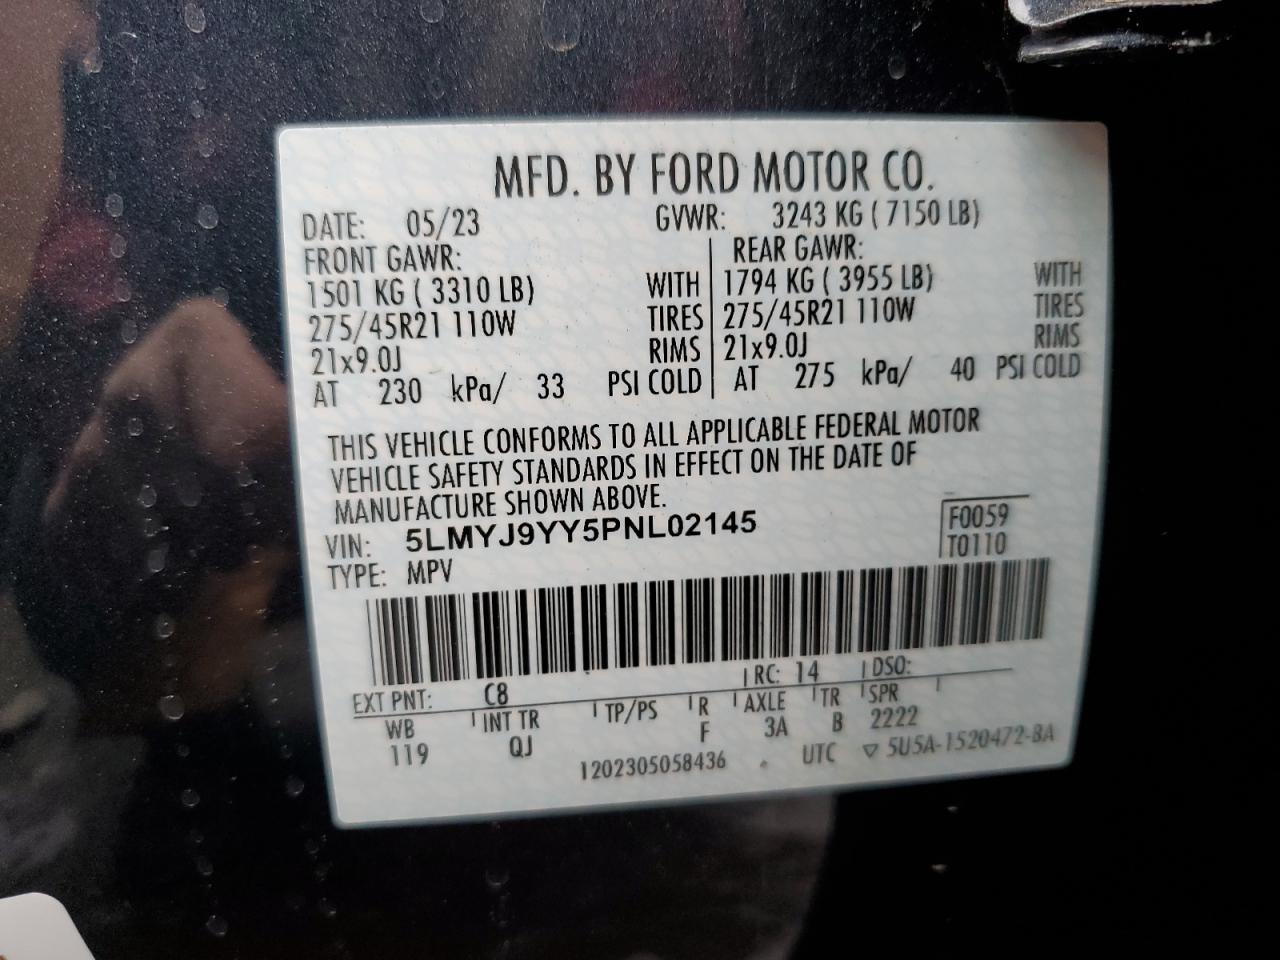 MFD. BY FORD MOTOR CO.
DATE: 05/23 GVWR: 3243 KG ( 7150 LB)
FRONT GAWR: REAR GAWR:
1501 KG ( 3310 LB) WITH 1794 KG ( 3955 LB) WITH
275/45R21 110W TIRES 275/45R21 110W TIRES
21x9.0J RIMS 21x9.0J RIMS
AT 230 kPa/ 33 PSI COLD AT 275 kPa/ 40 PSI COLD
THIS VEHICLE CONFORMS TO ALL APPLICABLE FEDERAL MOTOR
VEHICLE SAFETY STANDARDS IN EFFECT ON THE DATE OF
MANUFACTURE SHOWN ABOVE.
VIN: 5LMYJ9YY5PNL02145 F0059
TYPE: MPV T0110
EXT PNT: C8 RC: 14 DSO:
WB INT TR TP/PS R AXLE TR SPR
119 QJ F 3A B 2222
1202305058436 UTC ▽ 5U5A-1520472-BA